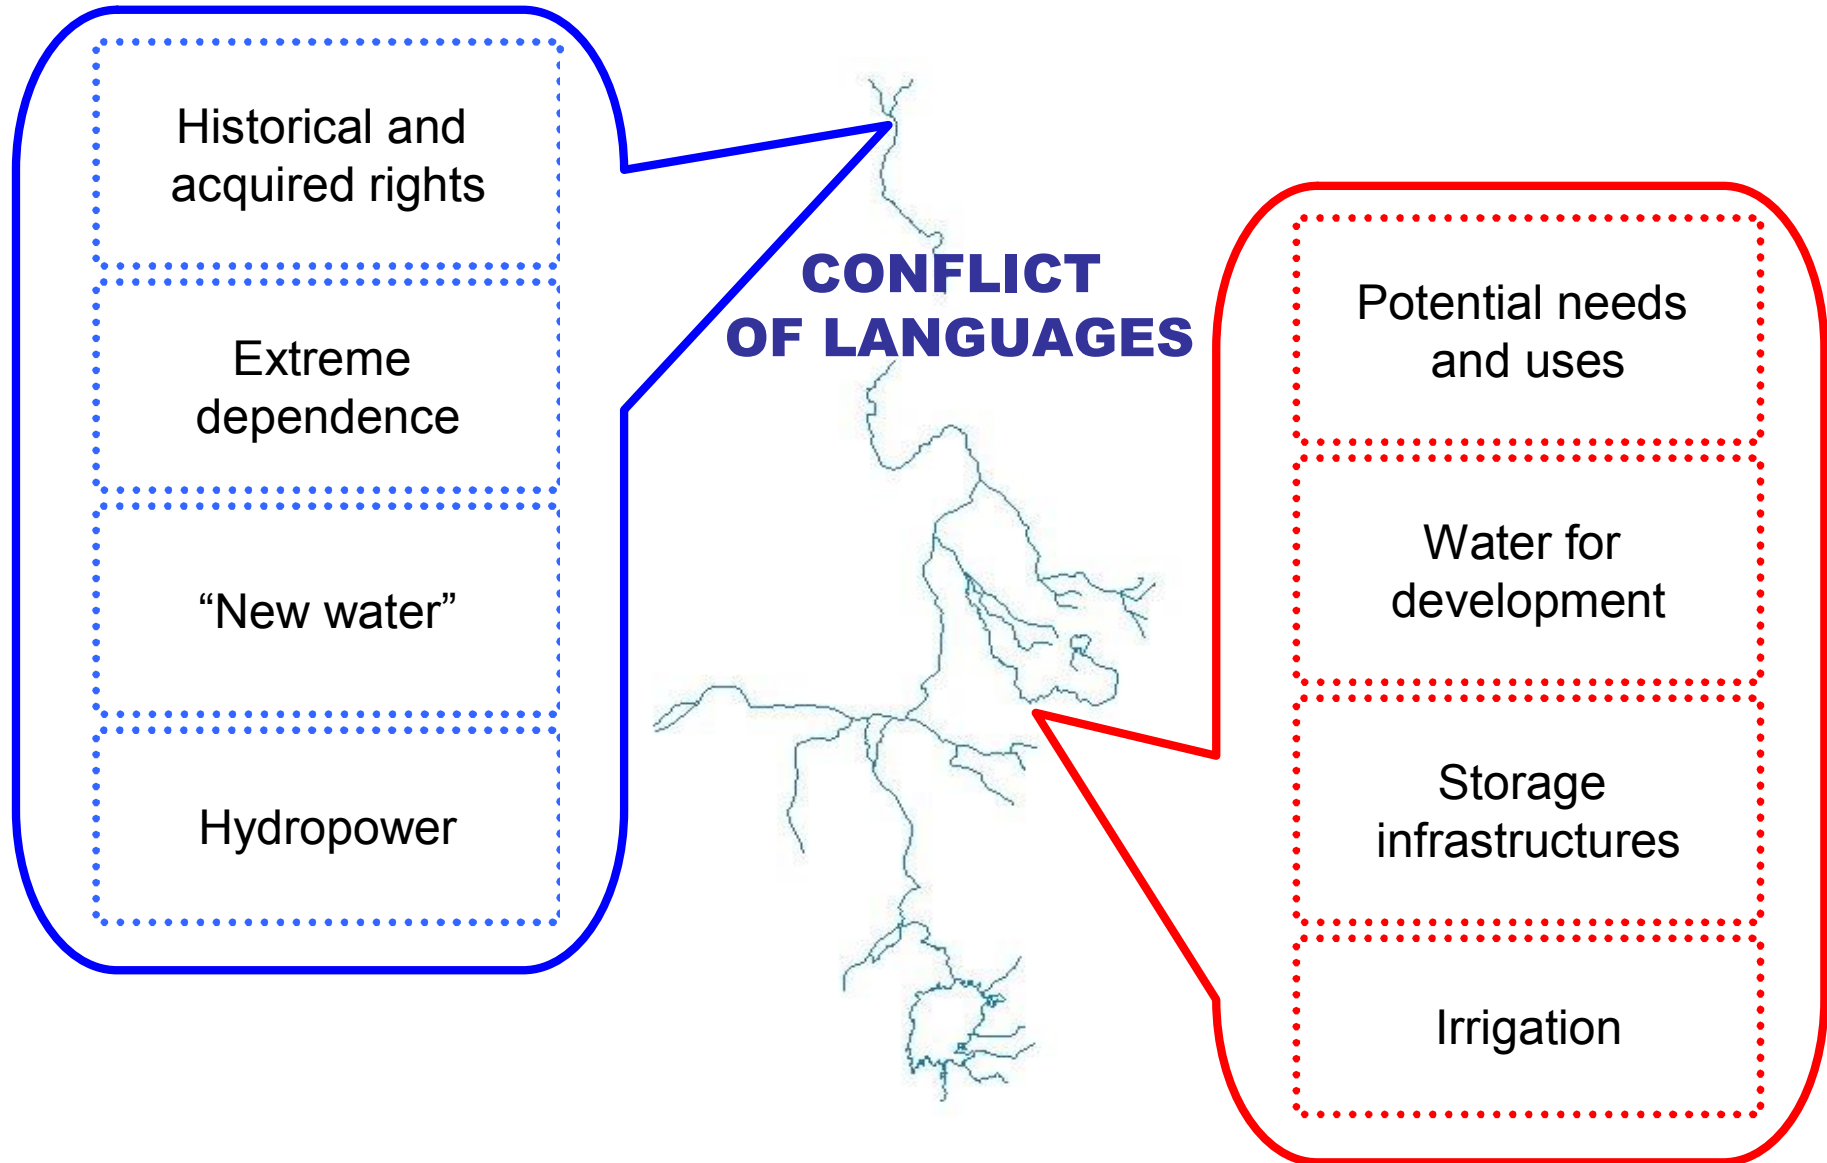 Historical and
acquired rights
Extreme
dependence
“New water”
Hydropower
CONFLICT
OF LANGUAGES
Potential needs
and uses
Water for
development
Storage
infrastructures
Irrigation